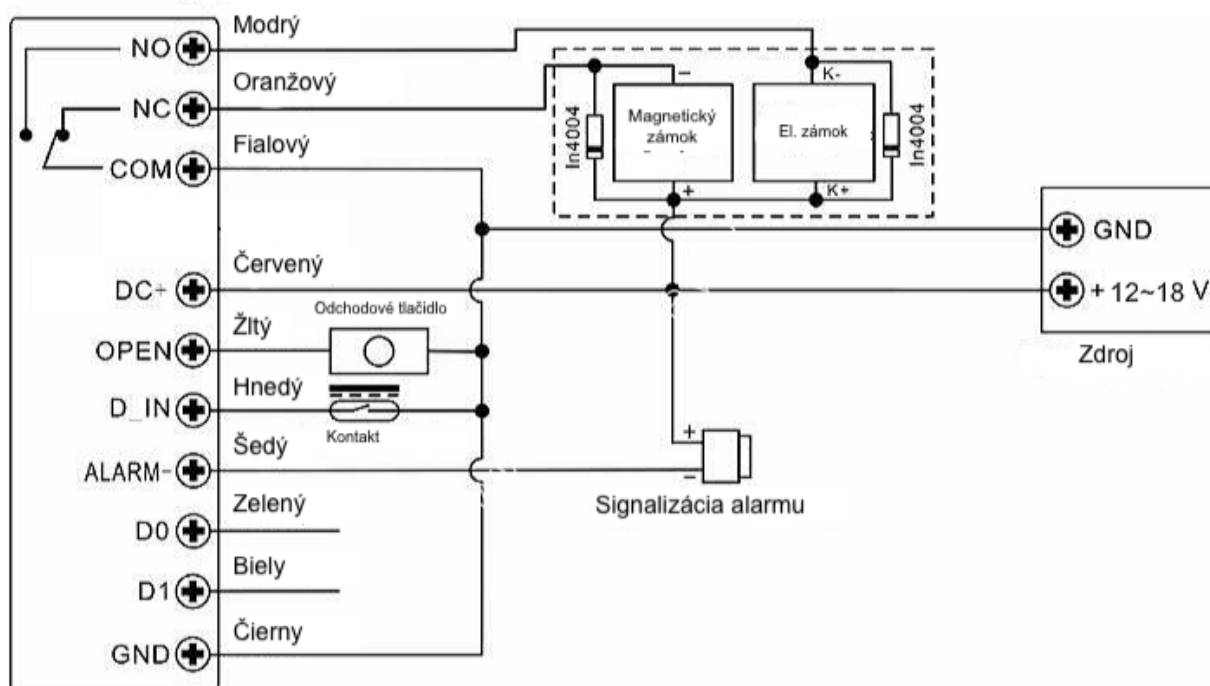 NO
Modrý
NC
Oranžový
COM
Fialový
DC+
Červený
OPEN
Žltý
D_IN
Hnedý
ALARM-
Šedý
D0
Zelený
D1
Biely
GND
Čierny
Odchodové tlačidlo
Kontakt
In4004
−
Magnetický
zámok
+
K-
El. zámok
K+
In4004
GND
+ 12~18 V
Zdroj
+
−
Signalizácia alarmu